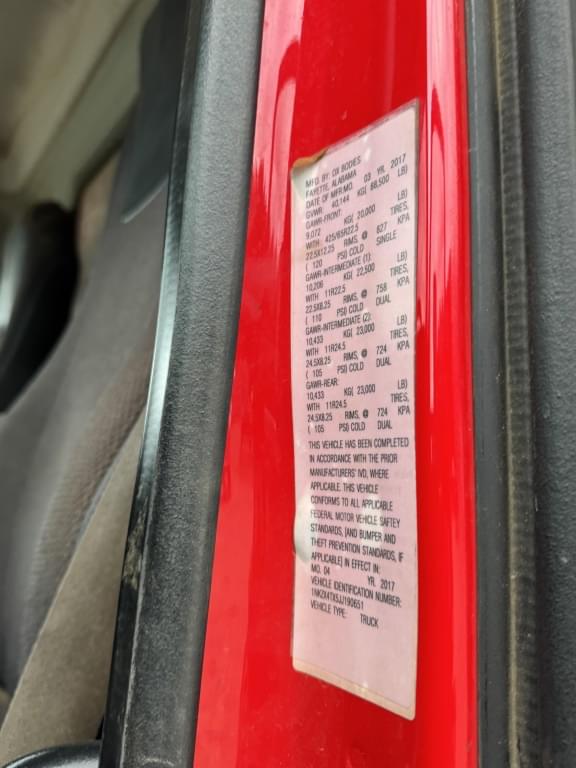 MFG. BY: OX BODIES
FAYETTE, ALABAMA
DATE OF MFR:MO. 03 YR. 2017
GVWR: 40,144 KG( 88,500 LB)
GAWR-FRONT:
9,072 KG( 20,000 LB)
WITH 425/65R22.5 TIRES,
22.5X12.25 RIMS, @ 827 KPA
( 120 PSI) COLD SINGLE
GAWR-INTERMEDIATE (1):
10,206 KG( 22,500 LB)
WITH 11R22.5 TIRES,
22.5X8.25 RIMS, @ 758 KPA
( 110 PSI) COLD DUAL
GAWR-INTERMEDIATE (2):
10,433 KG( 23,000 LB)
WITH 11R24.5 TIRES,
24.5X8.25 RIMS, @ 724 KPA
( 105 PSI) COLD DUAL
GAWR-REAR:
10,433 KG( 23,000 LB)
WITH 11R24.5 TIRES,
24.5X8.25 RIMS, @ 724 KPA
( 105 PSI) COLD DUAL
THIS VEHICLE HAS BEEN COMPLETED
IN ACCORDANCE WITH THE PRIOR
MANUFACTURERS' IVD, WHERE
APPLICABLE. THIS VEHICLE
CONFORMS TO ALL APPLICABLE
FEDERAL MOTOR VEHICLE SAFTEY
STANDARDS, [AND BUMPER AND
THEFT PREVENTION STANDARDS, IF
APPLICABLE] IN EFFECT IN:
MO. 04 YR. 2017
VEHICLE IDENTIFICATION NUMBER:
1NKZX4TX5JJ190651
VEHICLE TYPE: TRUCK